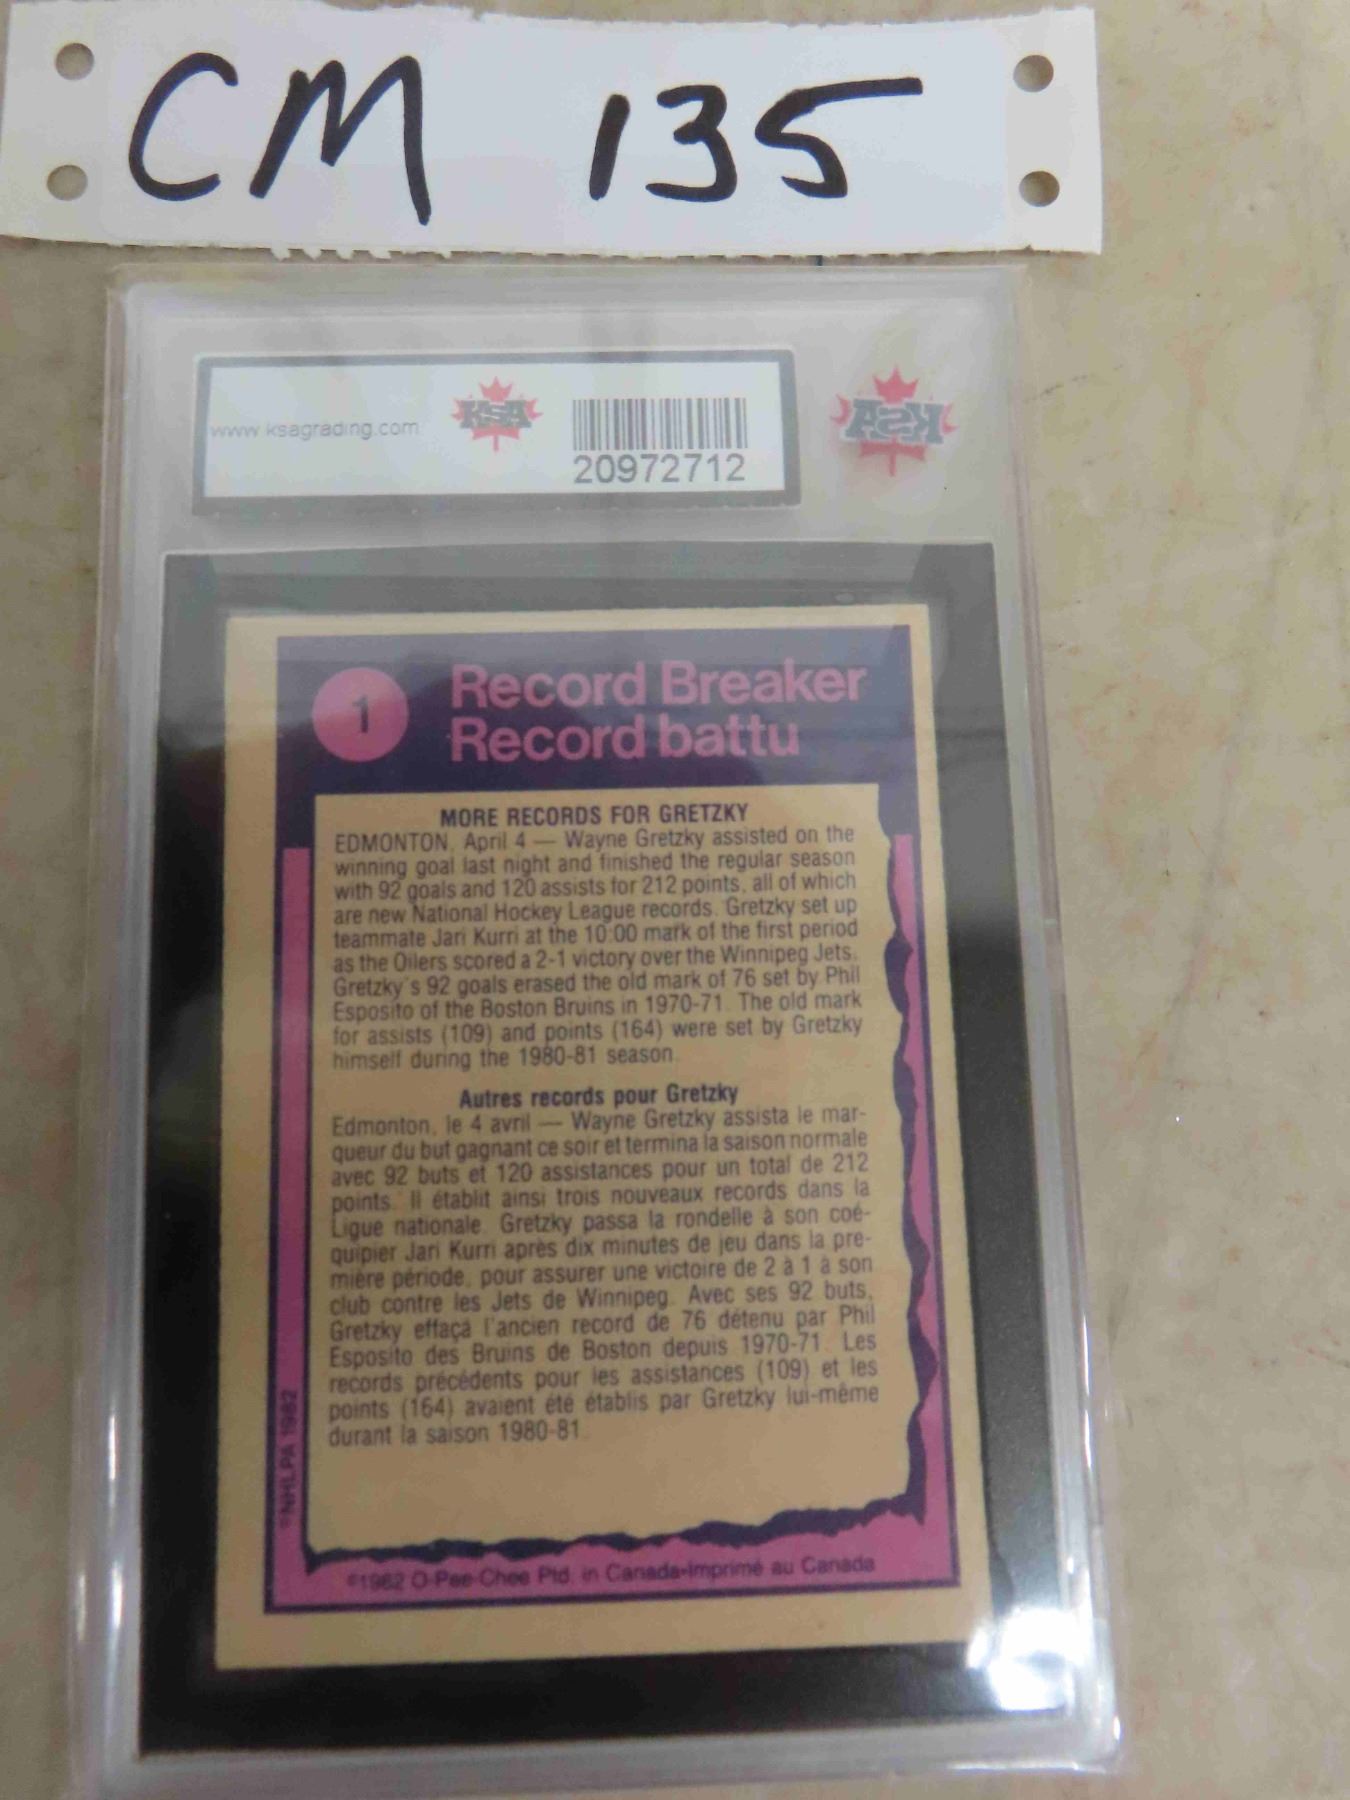 CM 135
www.ksagrading.com
KSA
20972712
KSA
1
Record Breaker
Record battu
MORE RECORDS FOR GRETZKY
EDMONTON, April 4 — Wayne Gretzky assisted on the
winning goal last night and finished the regular season
with 92 goals and 120 assists for 212 points, all of which
are new National Hockey League records. Gretzky set up
teammate Jari Kurri at the 10:00 mark of the first period
as the Oilers scored a 2-1 victory over the Winnipeg Jets.
Gretzky's 92 goals erased the old mark of 76 set by Phil
Esposito of the Boston Bruins in 1970-71. The old mark
for assists (109) and points (164) were set by Gretzky
himself during the 1980-81 season.
Autres records pour Gretzky
Edmonton, le 4 avril — Wayne Gretzky assista le mar-
queur du but gagnant ce soir et termina la saison normale
avec 92 buts et 120 assistances pour un total de 212
points. Il établit ainsi trois nouveaux records dans la
Ligue nationale. Gretzky passa la rondelle à son coé-
quipier Jari Kurri après dix minutes de jeu dans la pre-
mière période, pour assurer une victoire de 2 à 1 à son
club contre les Jets de Winnipeg. Avec ses 92 buts,
Gretzky effaça l'ancien record de 76 détenu par Phil
Esposito des Bruins de Boston depuis 1970-71. Les
records précédents pour les assistances (109) et les
points (164) avaient été établis par Gretzky lui-même
durant la saison 1980-81.
©NHLPA 1982
©1982 O-Pee-Chee Ptd. in Canada-Imprimé au Canada